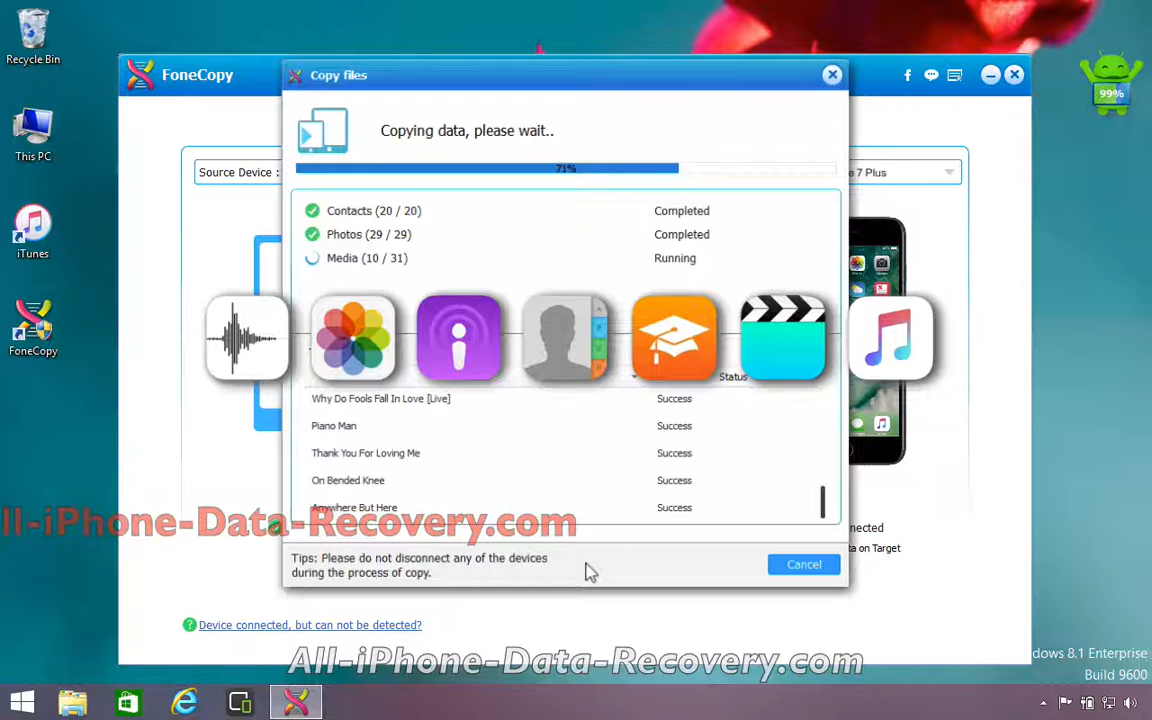 Recycle Bin
This PC
iTunes
FoneCopy
FoneCopy
Copy files
99%
Copying data, please wait..
Source Device :
71%
e 7 Plus
Contacts (20 / 20) Completed
Photos (29 / 29) Completed
Media (10 / 31) Running
Status
Why Do Fools Fall In Love [Live] Success
Piano Man Success
Thank You For Loving Me Success
On Bended Knee Success
Anywhere But Here Success
ll-iPhone-Data-Recovery.com
nected
ta on Target
Tips: Please do not disconnect any of the devices
during the process of copy.
Cancel
Device connected, but can not be detected?
All-iPhone-Data-Recovery.com
dows 8.1 Enterprise
Build 9600